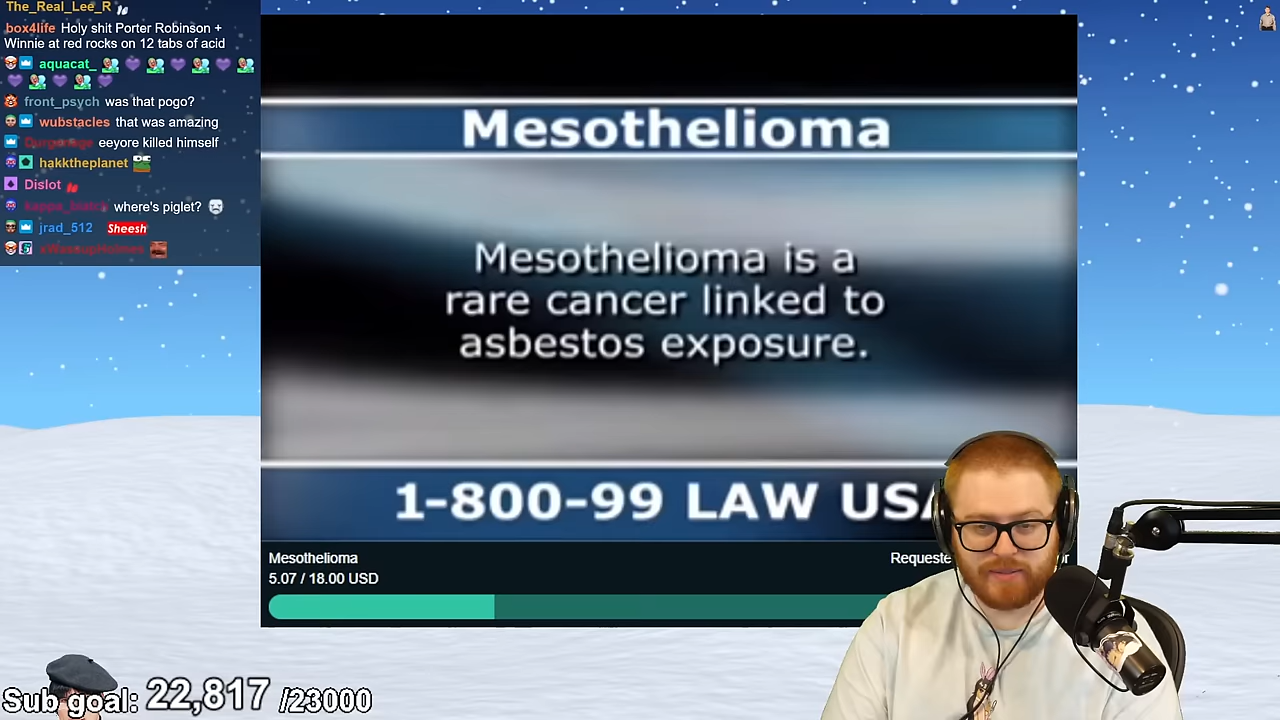 The_Real_Lee_R
box4life Holy shit Porter Robinson +
Winnie at red rocks on 12 tabs of acid
aquacat_
front_psych was that pogo?
wubstacles that was amazing
eeyore killed himself
hakktheplanet
Dislot
where's piglet?
jrad_512 Sheesh
Mesothelioma
Mesothelioma is a
rare cancer linked to
asbestos exposure.
1-800-99 LAW USA
Mesothelioma
Requeste
5.07 / 18.00 USD
Sub goal: 22,817 /23000